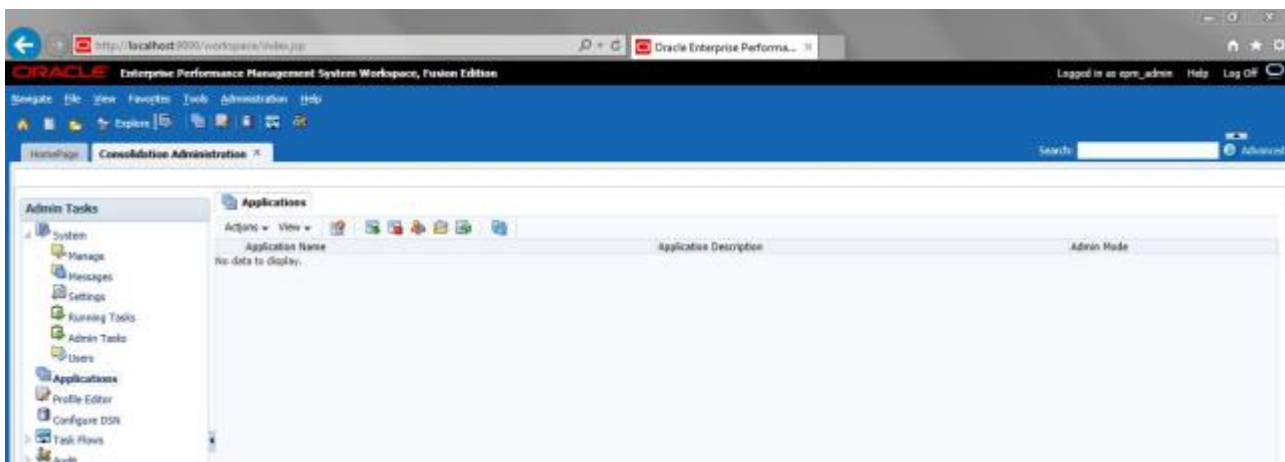 http://localhost:9000/workspace/index.jsp
Oracle Enterprise Performa...
ORACLE Enterprise Performance Management System Workspace, Fusion Edition
Logged in as epm_admin Help Log Off
Navigate File View Favorites Tools Administration Help
Explore
HomePage Consolidation Administration
Search: Advanced
Admin Tasks
Applications
Actions View
Application Name Application Description Admin Mode
No data to display.
System
Manage
Messages
Settings
Running Tasks
Admin Tasks
Users
Applications
Profile Editor
Configure DSN
Task Flows
Audit